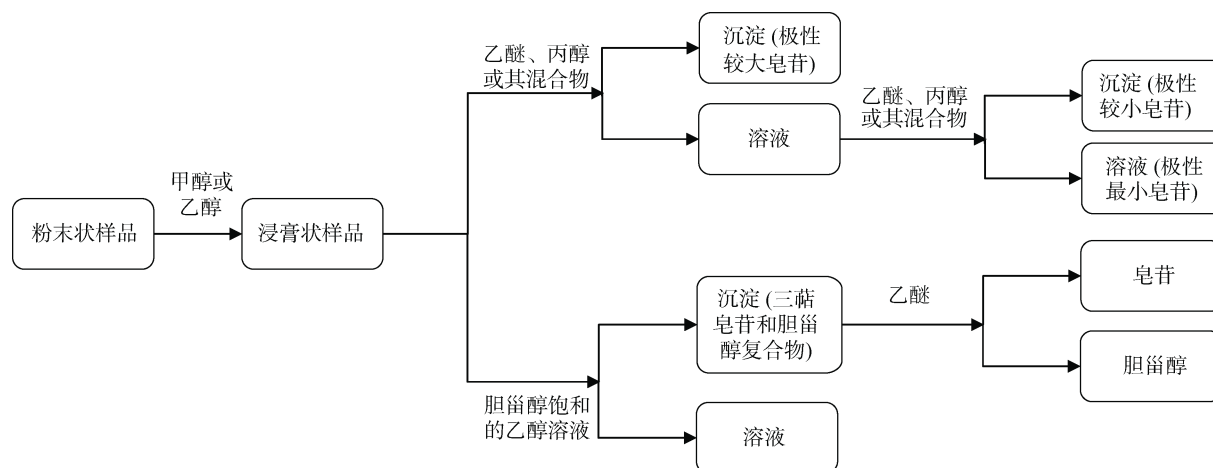 粉末状样品
甲醇或
乙醇
浸膏状样品
乙醚、丙醇
或其混合物
沉淀 (极性
较大皂苷)
溶液
乙醚、丙醇
或其混合物
沉淀 (极性
较小皂苷)
溶液 (极性
最小皂苷)
胆甾醇饱和
的乙醇溶液
沉淀 (三萜
皂苷和胆甾
醇复合物)
溶液
乙醚
皂苷
胆甾醇